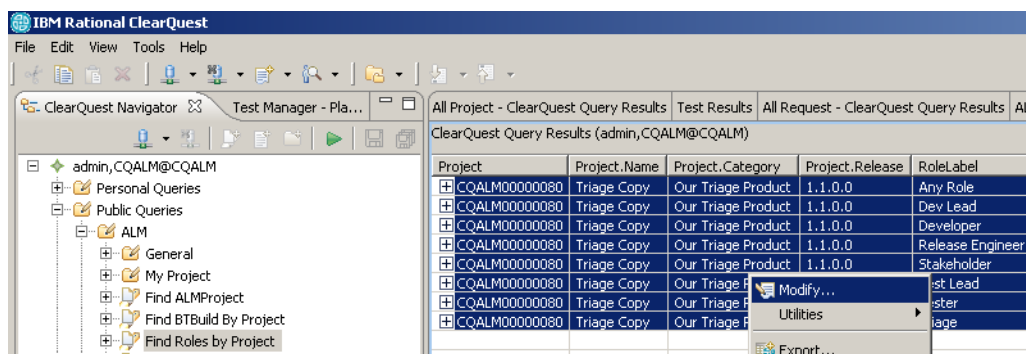 IBM Rational ClearQuest
File Edit View Tools Help
ClearQuest Navigator Test Manager - Pla...
admin,CQALM@CQALM
Personal Queries
Public Queries
ALM
General
My Project
Find ALMProject
Find BTBuild By Project
Find Roles by Project
All Project - ClearQuest Query Results Test Results All Request - ClearQuest Query Results
ClearQuest Query Results (admin,CQALM@CQALM)
Project Project.Name Project.Category Project.Release RoleLabel
CQALM00000080 Triage Copy Our Triage Product 1.1.0.0 Any Role
CQALM00000080 Triage Copy Our Triage Product 1.1.0.0 Dev Lead
CQALM00000080 Triage Copy Our Triage Product 1.1.0.0 Developer
CQALM00000080 Triage Copy Our Triage Product 1.1.0.0 Release Engineer
CQALM00000080 Triage Copy Our Triage Product 1.1.0.0 Stakeholder
CQALM00000080 Triage Copy Our Triage
CQALM00000080 Triage Copy Our Triage
CQALM00000080 Triage Copy Our Triage
Modify...
Utilities
Export...